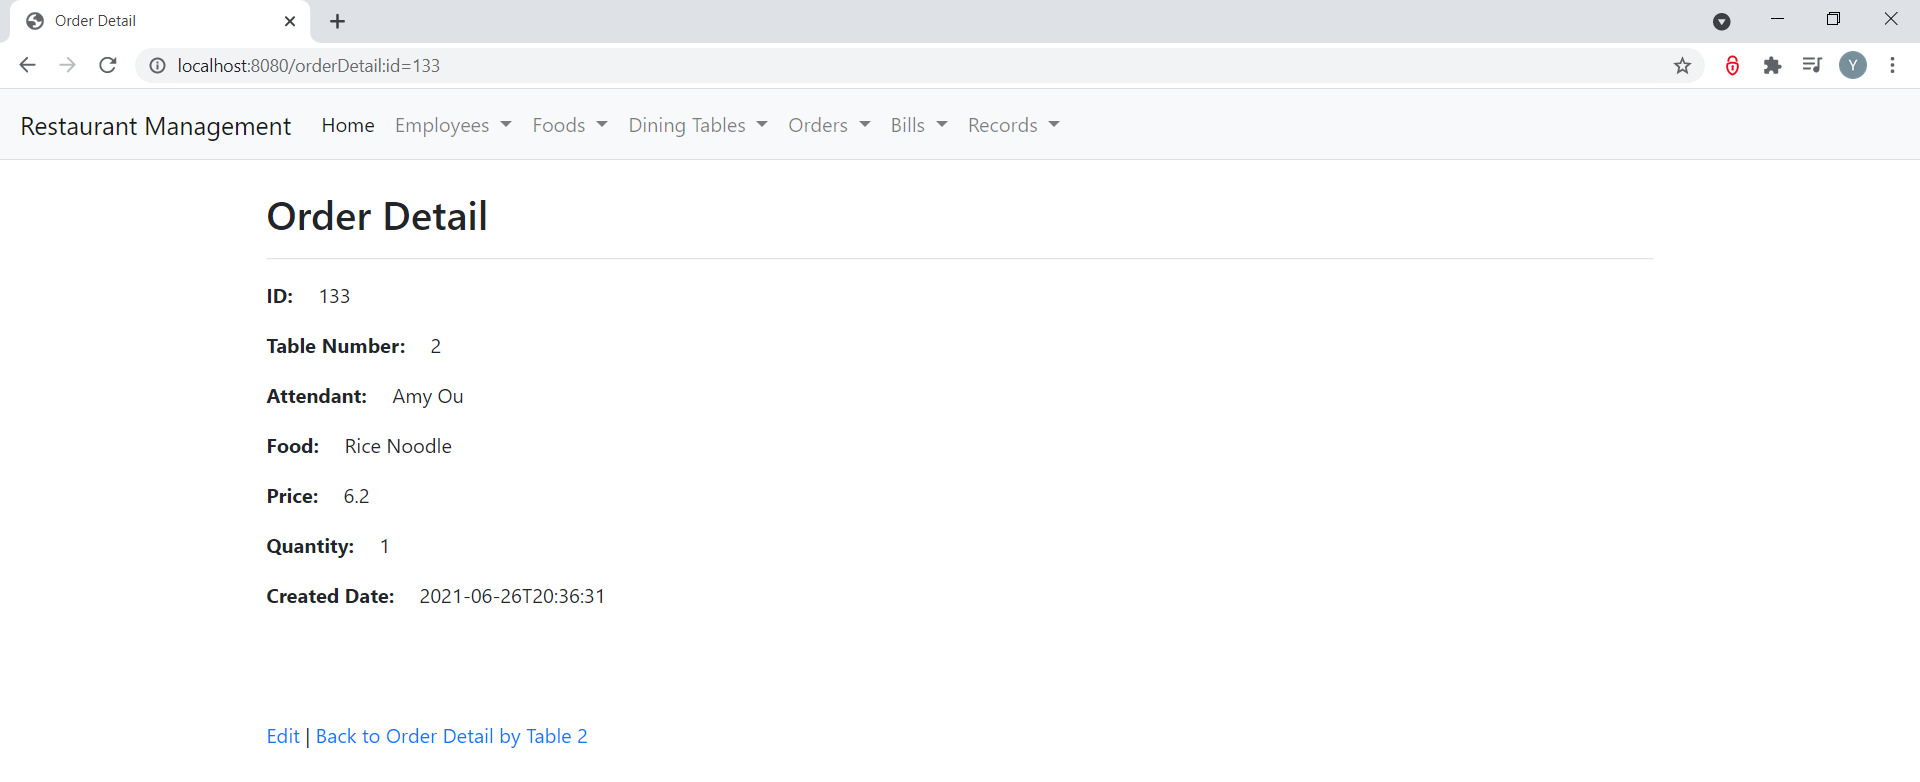 Order Detail
localhost:8080/orderDetail:id=133
Y
Restaurant Management Home Employees Foods Dining Tables Orders Bills Records
Order Detail
ID: 133
Table Number: 2
Attendant: Amy Ou
Food: Rice Noodle
Price: 6.2
Quantity: 1
Created Date: 2021-06-26T20:36:31
Edit | Back to Order Detail by Table 2